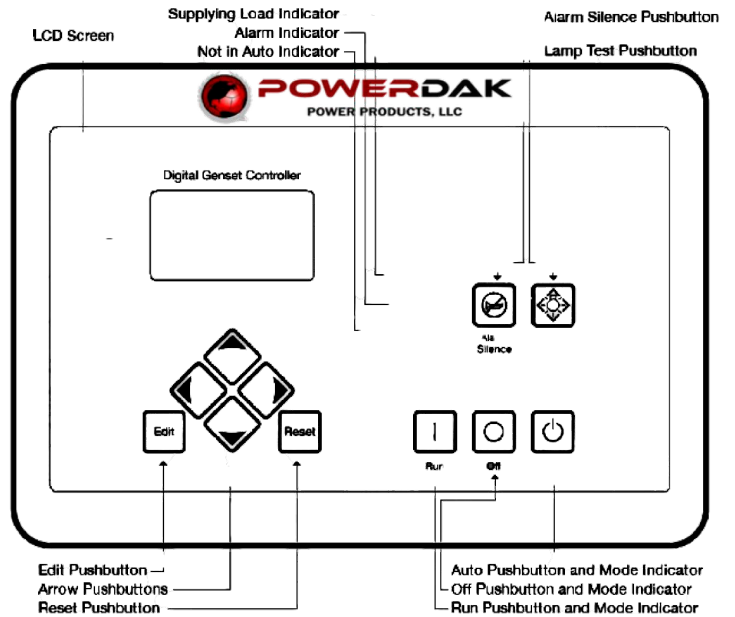 Supplying Load Indicator
Alarm Indicator
Not in Auto Indicator
LCD Screen
Alarm Silence Pushbutton
Lamp Test Pushbutton
POWERDAK
POWER PRODUCTS, LLC
Digital Genset Controller
Silence
Edit
Reset
Run
Off
Edit Pushbutton
Arrow Pushbuttons
Reset Pushbutton
Auto Pushbutton and Mode Indicator
Off Pushbutton and Mode Indicator
Run Pushbutton and Mode Indicator